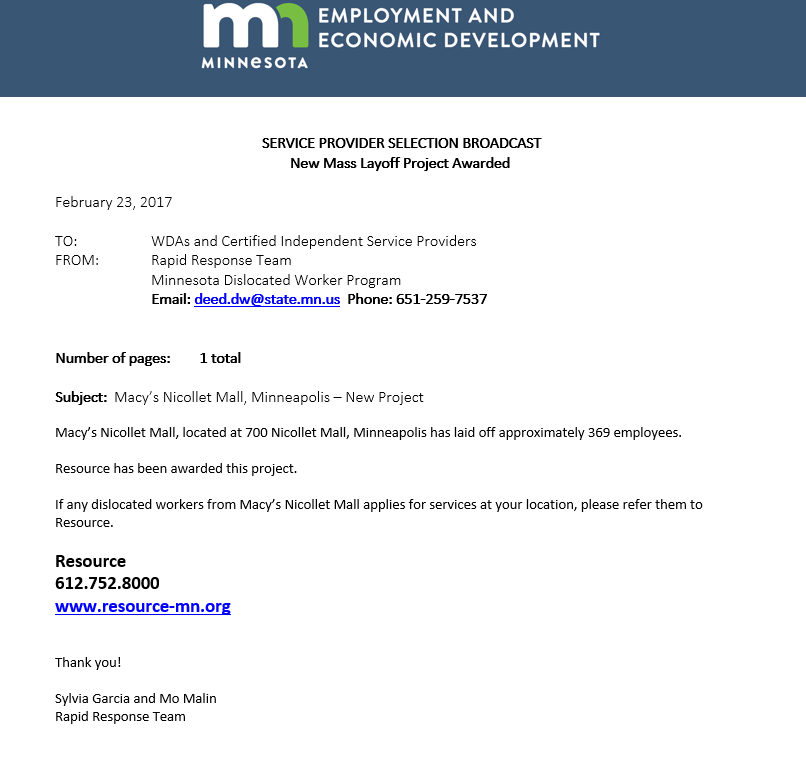 EMPLOYMENT AND
ECONOMIC DEVELOPMENT
mn
MINNESOTA
SERVICE PROVIDER SELECTION BROADCAST
New Mass Layoff Project Awarded
February 23, 2017
TO: WDAs and Certified Independent Service Providers
FROM: Rapid Response Team
Minnesota Dislocated Worker Program
Email: deed.dw@state.mn.us Phone: 651-259-7537
Number of pages: 1 total
Subject: Macy's Nicollet Mall, Minneapolis – New Project
Macy's Nicollet Mall, located at 700 Nicollet Mall, Minneapolis has laid off approximately 369 employees.
Resource has been awarded this project.
If any dislocated workers from Macy's Nicollet Mall applies for services at your location, please refer them to
Resource.
Resource
612.752.8000
www.resource-mn.org
Thank you!
Sylvia Garcia and Mo Malin
Rapid Response Team